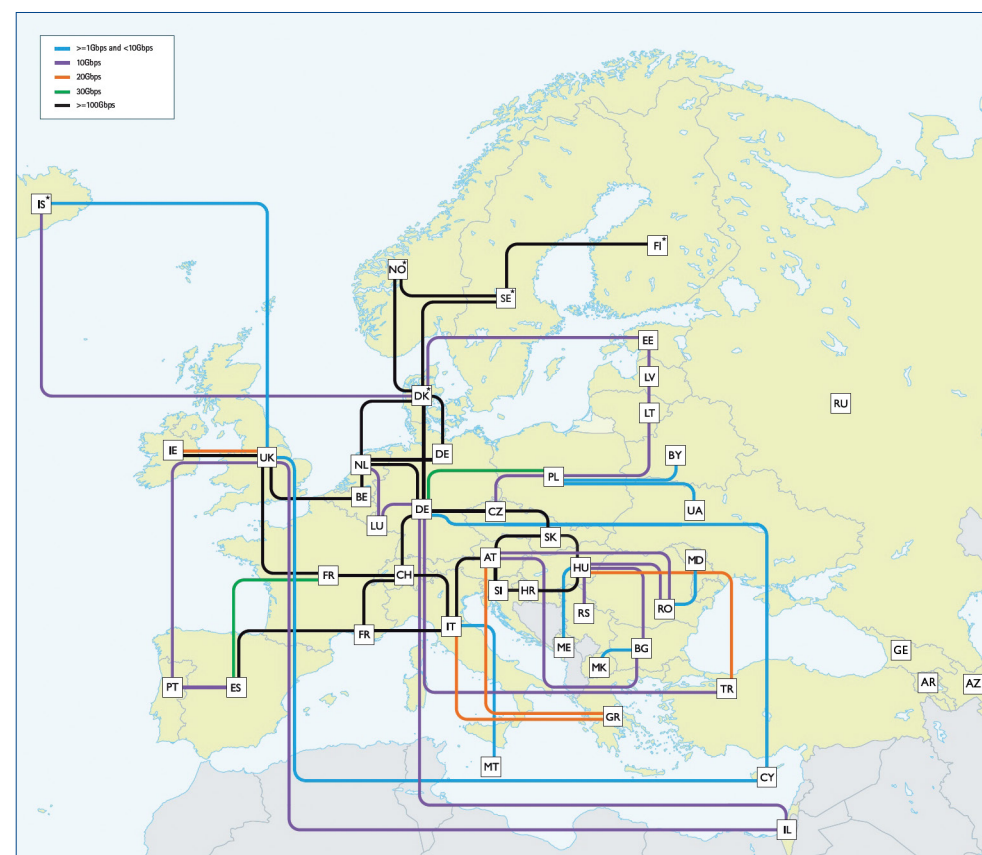 >=1Gbps and <10Gbps
10Gbps
20Gbps
30Gbps
>=100Gbps
IS*
NO*
FI*
SE*
EE
LV
DK*
LT
RU
IE
UK
NL
DE
BY
BE
PL
LU
DE
CZ
UA
SK
AT
HU
MD
FR
CH
SI
HR
RS
RO
FR
IT
ME
BG
MK
GE
PT
ES
TR
AR
AZ
GR
MT
CY
IL